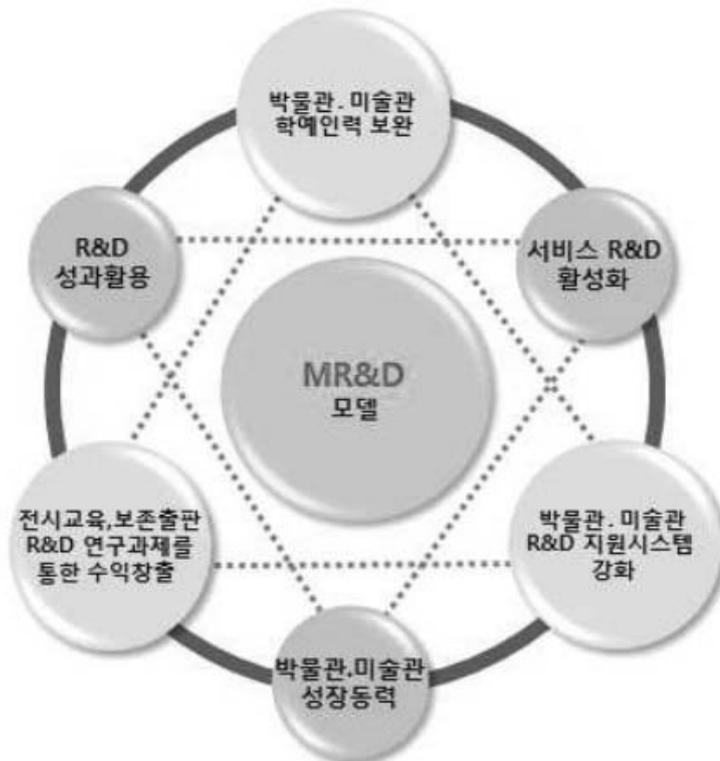 박물관. 미술관
학예인력 보완
R&D
성과활용
서비스 R&D
활성화
MR&D
모델
전시교육,보존출판
R&D 연구과제를
통한 수익창출
박물관. 미술관
R&D 지원시스템
강화
박물관.미술관
성장동력